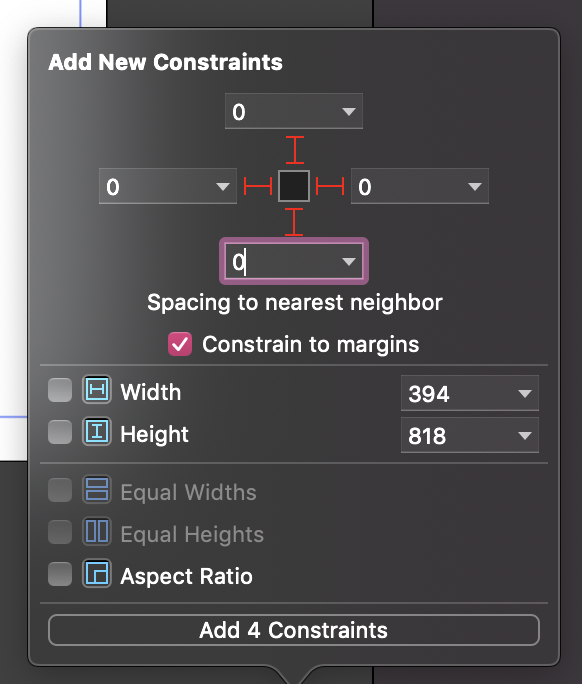 Add New Constraints
0
0 0
0
Spacing to nearest neighbor
Constrain to margins
Width 394
Height 818
Equal Widths
Equal Heights
Aspect Ratio
Add 4 Constraints